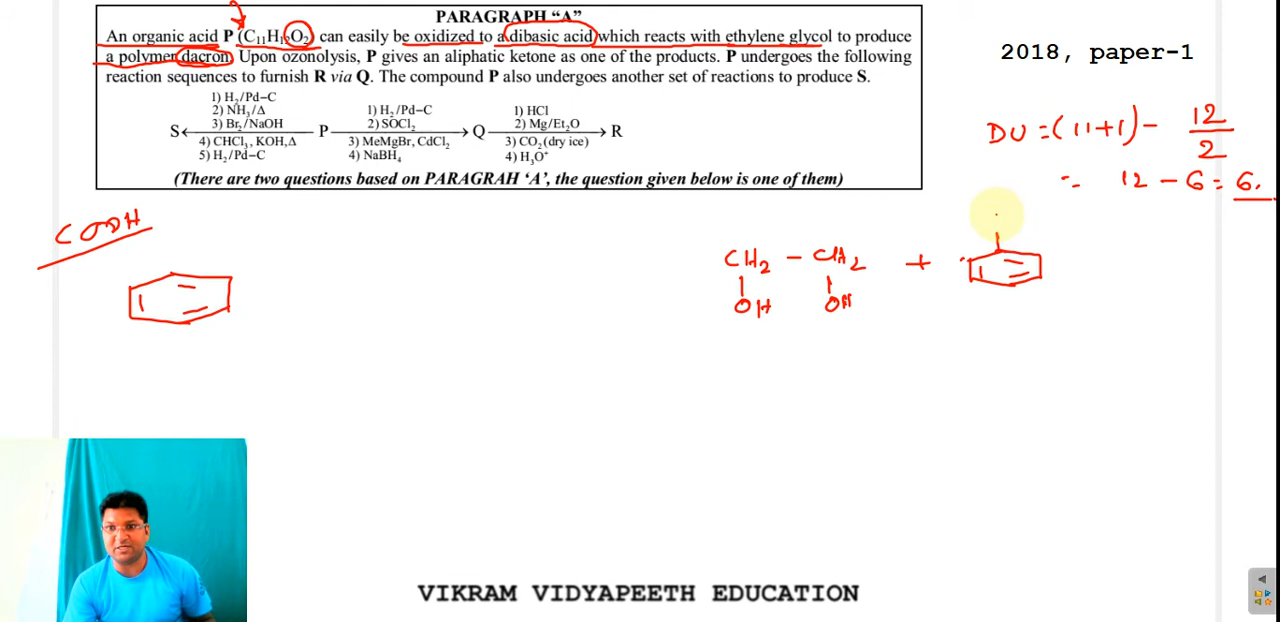 PARAGRAPH “A”
An organic acid P (C₁₁H₁₂O₂) can easily be oxidized to a dibasic acid which reacts with ethylene glycol to produce
a polymer dacron. Upon ozonolysis, P gives an aliphatic ketone as one of the products. P undergoes the following
reaction sequences to furnish R via Q. The compound P also undergoes another set of reactions to produce S.
1) H₂/Pd–C
2) NH₃/Δ
3) Br₂/NaOH
S ← P
4) CHCl₃, KOH,Δ
5) H₂/Pd–C
1) H₂/Pd–C
2) SOCl₂
→ Q
3) MeMgBr, CdCl₂
4) NaBH₄
1) HCl
2) Mg/Et₂O
→ R
3) CO₂ (dry ice)
4) H₃O⁺
(There are two questions based on PARAGRAH ‘A’, the question given below is one of them)
2018, paper-1
DU = (11+1) – 12/2
= 12 – 6 = 6.
COOH
CH₂ – CH₂ +
OH OH
VIKRAM VIDYAPEETH EDUCATION